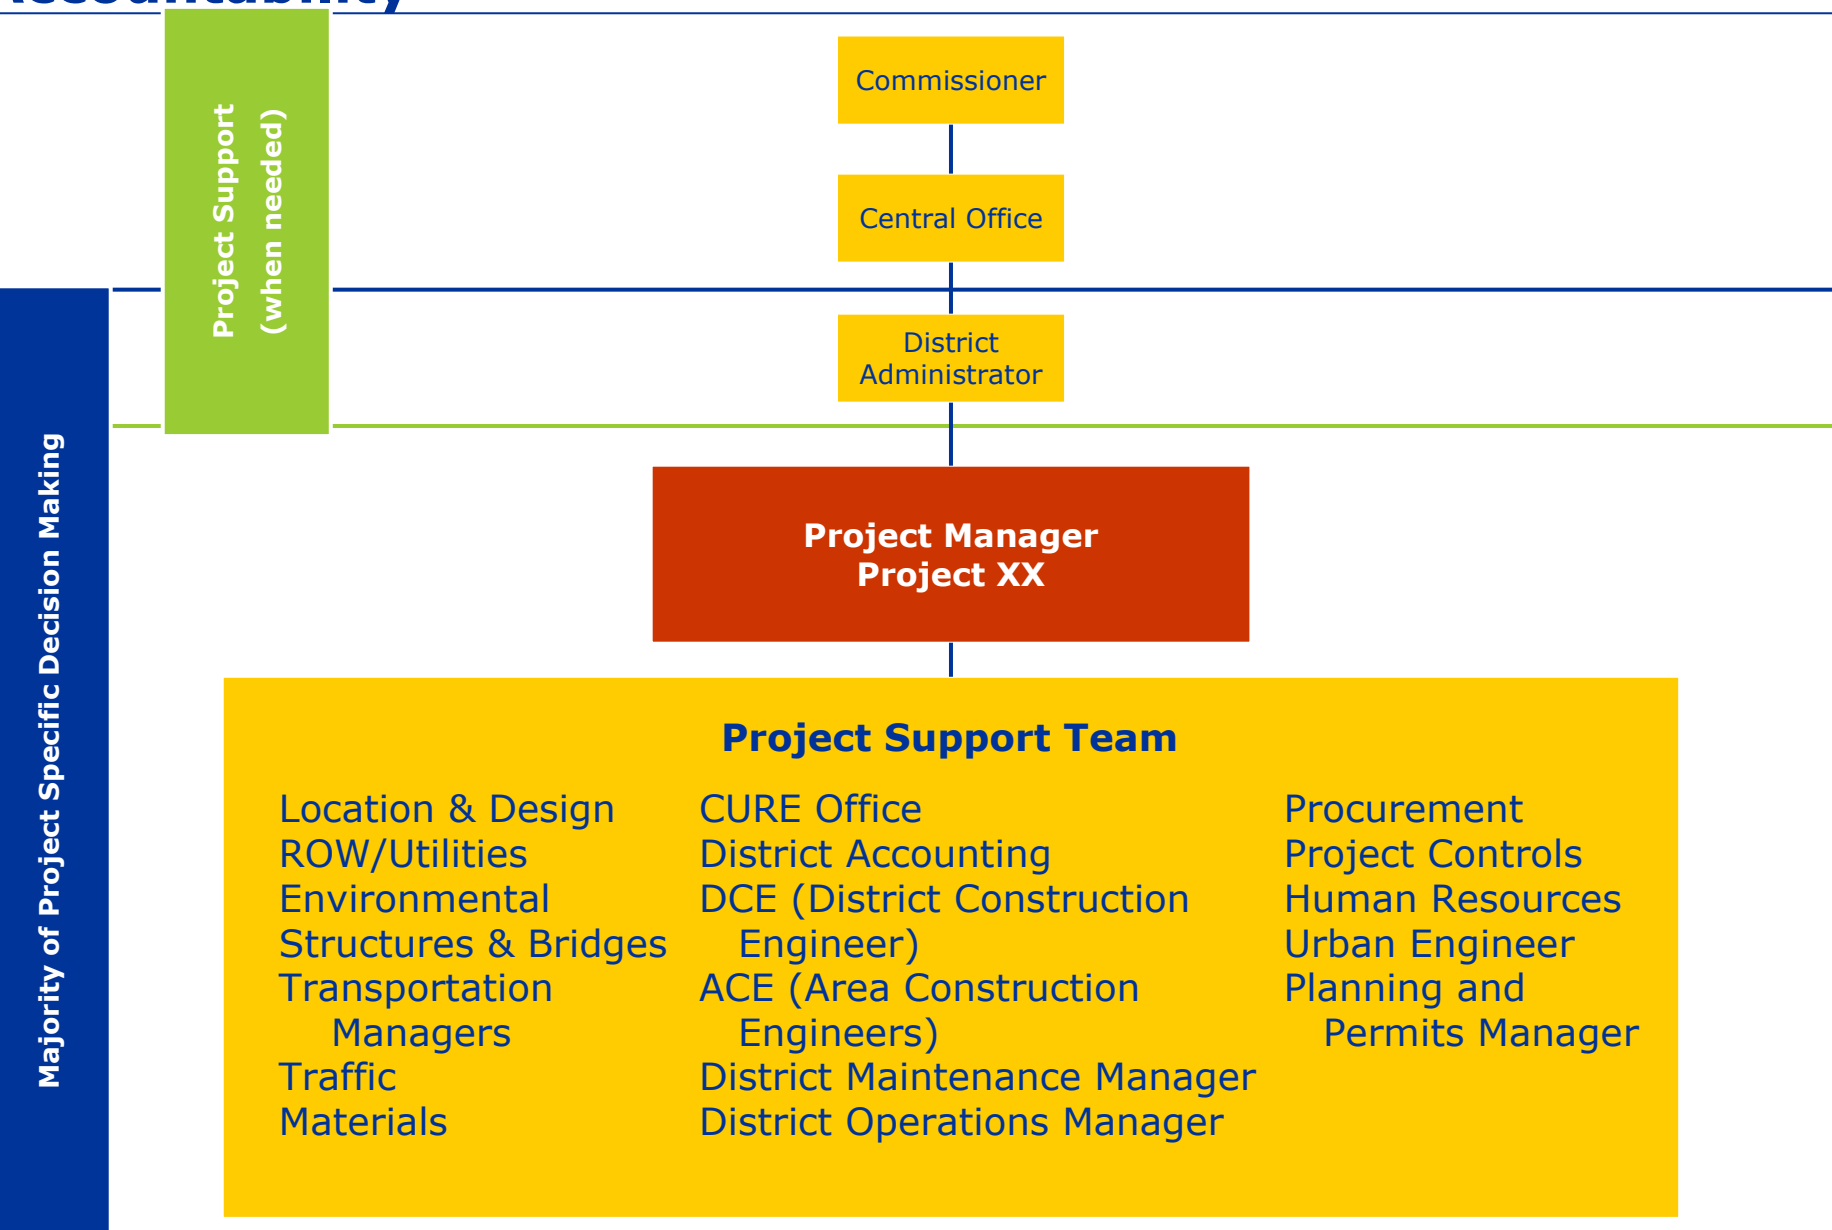 Accountability
Commissioner
Project Support
(when needed)
Central Office
District
Administrator
Majority of Project Specific Decision Making
Project Manager
Project XX
Project Support Team
Location & Design
ROW/Utilities
Environmental
Structures & Bridges
Transportation
Managers
Traffic
Materials
CURE Office
District Accounting
DCE (District Construction
Engineer)
ACE (Area Construction
Engineers)
District Maintenance Manager
District Operations Manager
Procurement
Project Controls
Human Resources
Urban Engineer
Planning and
Permits Manager